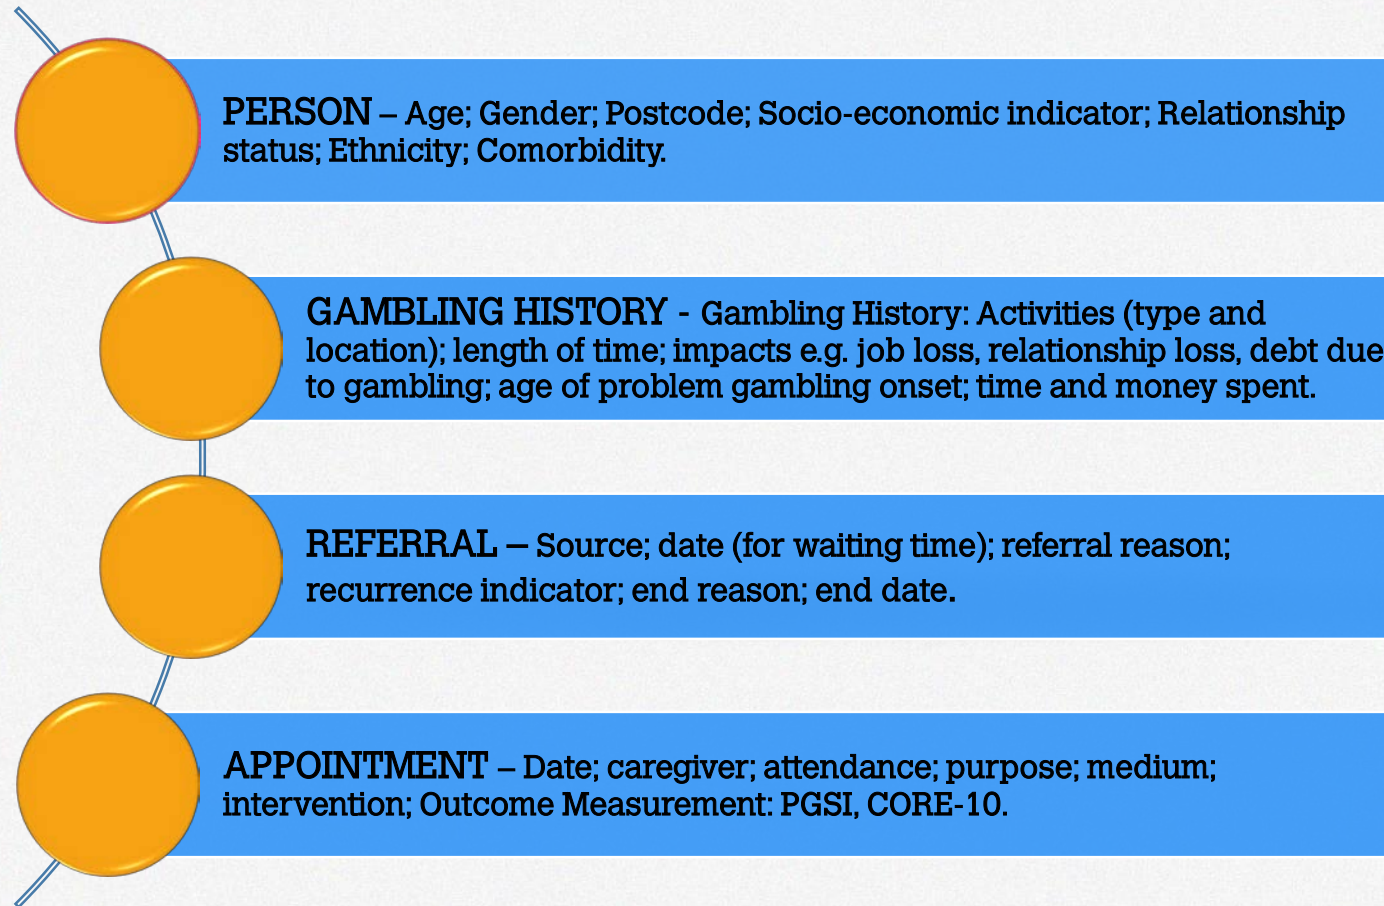 PERSON – Age; Gender; Postcode; Socio-economic indicator; Relationship
status; Ethnicity; Comorbidity.
GAMBLING HISTORY - Gambling History: Activities (type and
location); length of time; impacts e.g. job loss, relationship loss, debt due
to gambling; age of problem gambling onset; time and money spent.
REFERRAL – Source; date (for waiting time); referral reason;
recurrence indicator; end reason; end date.
APPOINTMENT – Date; caregiver; attendance; purpose; medium;
intervention; Outcome Measurement: PGSI, CORE-10.